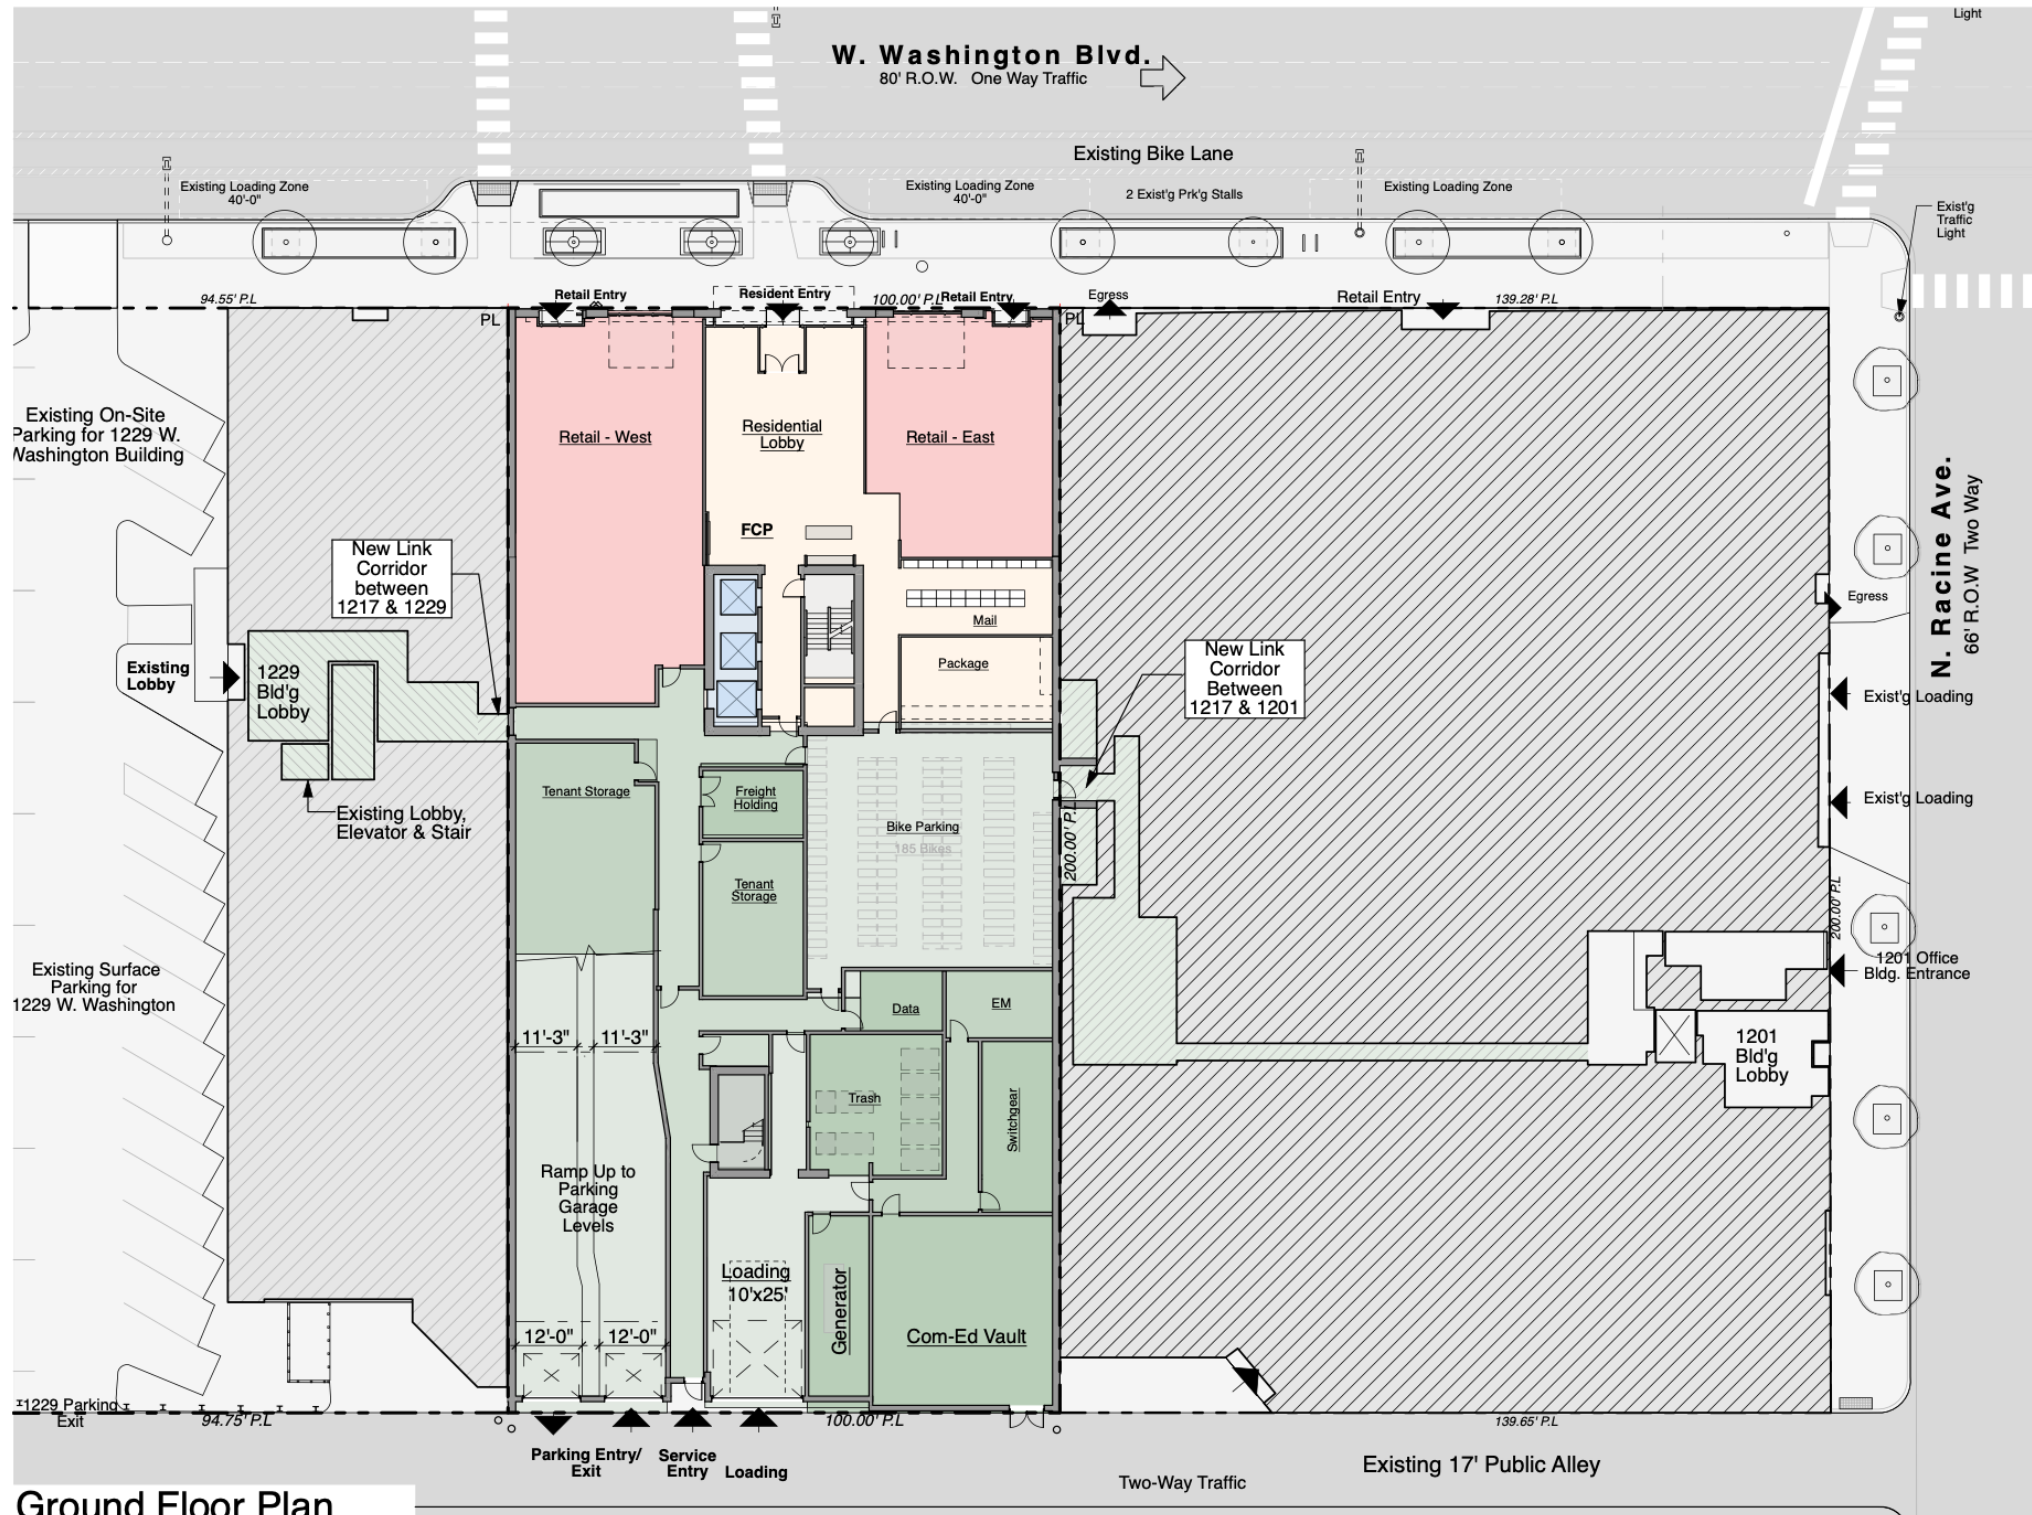 Light
W. Washington Blvd.
80' R.O.W. One Way Traffic
Existing Bike Lane
Existing Loading Zone
40'-0"
Existing Loading Zone
40'-0"
2 Exist'g Prk'g Stalls
Existing Loading Zone
Exist'g
Traffic
Light
94.55' P.L
Retail Entry
Resident Entry
100.00' P.L
Retail Entry
Egress
Retail Entry
139.28' P.L
PL
PL
Existing On-Site
Parking for 1229 W.
Washington Building
Retail - West
Residential
Lobby
Retail - East
N. Racine Ave.
66' R.O.W Two Way
FCP
New Link
Corridor
between
1217 & 1229
Egress
Mail
Package
New Link
Corridor
Between
1217 & 1201
Existing
Lobby
1229
Bld'g
Lobby
Exist'g Loading
Tenant Storage
Freight
Holding
Exist'g Loading
Existing Lobby,
Elevator & Stair
Bike Parking
185 Bikes
200.00' P.L
Tenant
Storage
200.00' P.L
1201 Office
Bldg. Entrance
Existing Surface
Parking for
1229 W. Washington
Data
EM
11'-3"
11'-3"
1201
Bld'g
Lobby
Trash
Switchgear
Ramp Up to
Parking
Garage
Levels
Loading
10'x25'
Generator
Com-Ed Vault
12'-0"
12'-0"
1229 Parking
Exit
94.75' P.L
100.00' P.L
139.65' P.L
Parking Entry/
Exit
Service
Entry
Loading
Existing 17' Public Alley
Two-Way Traffic
Ground Floor Plan